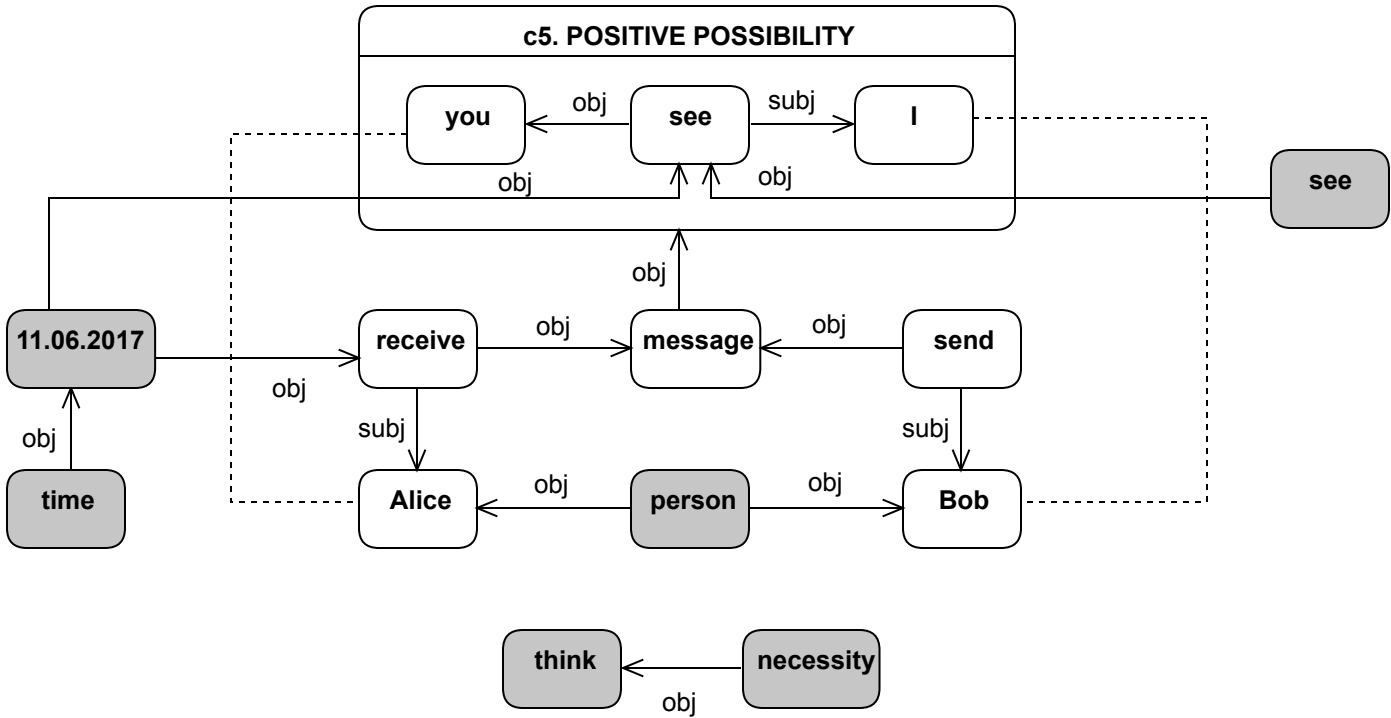 c5. POSITIVE POSSIBILITY
you
obj
see
subj
I
obj
obj
see
obj
11.06.2017
obj
receive
obj
message
obj
send
obj
subj
subj
time
Alice
obj
person
obj
Bob
think
obj
necessity